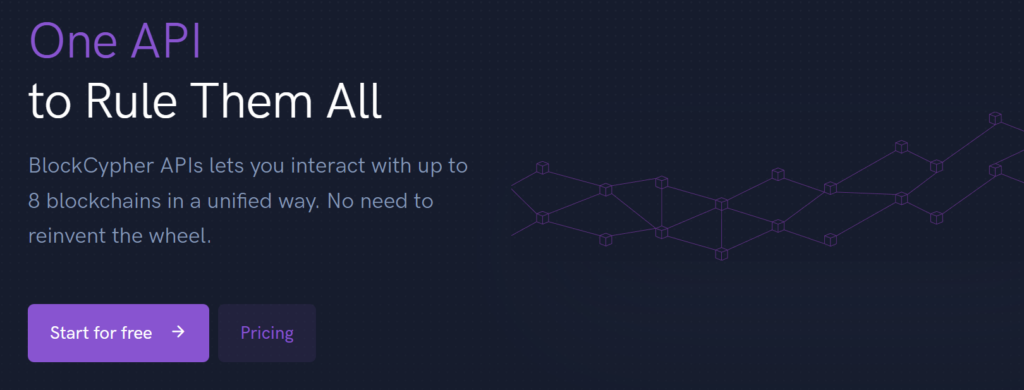 One API
to Rule Them All
BlockCypher APIs lets you interact with up to
8 blockchains in a unified way. No need to
reinvent the wheel.
Start for free →
Pricing